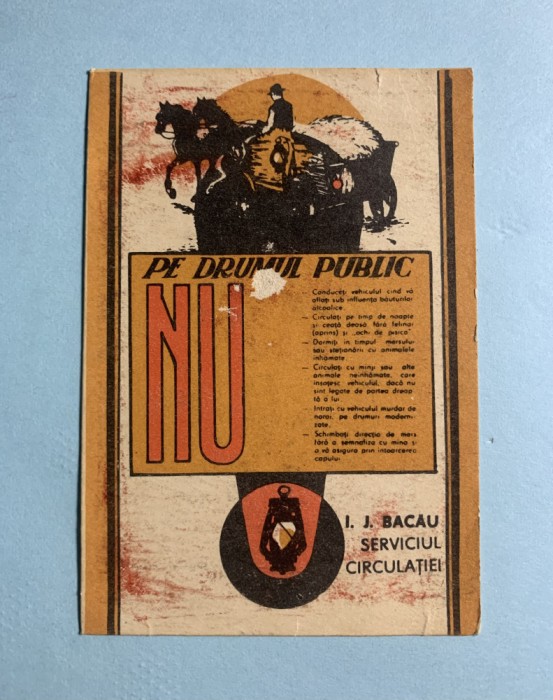 PE DRUMUL PUBLIC
NU
— Conduceți vehiculul cînd vă
aflați sub influența băuturilor
alcoolice.
— Circulați pe timp de noapte
și ceață deasă fără felinar
(aprins) și „ochi de pisică”.
— Dormiți în timpul mersului
sau staționării cu animalele
înhămate.
— Circulați cu mînji sau alte
animale neînhămate, care
însoțesc vehiculul, dacă nu
sînt legate de partea dreap-
tă a lui.
— Intrați cu vehiculul murdar de
noroi, pe drumuri moderni-
zate.
— Schimbați direcția de mers
fără a semnaliza cu mîna și
a vă asigura prin întoarcerea
capului.
I. J. BACĂU
SERVICIUL
CIRCULAȚIEI